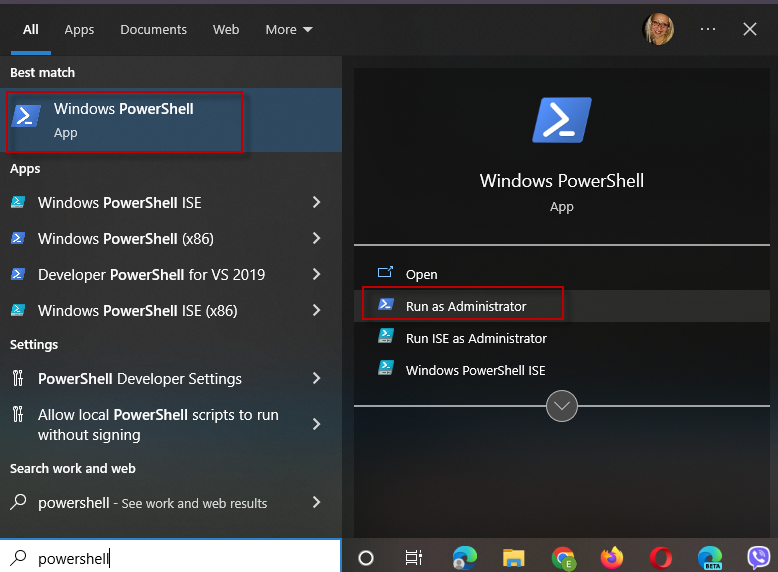 All Apps Documents Web More
Best match
Windows PowerShell
App
Apps
Windows PowerShell ISE
Windows PowerShell (x86)
Developer PowerShell for VS 2019
Windows PowerShell ISE (x86)
Settings
PowerShell Developer Settings
Allow local PowerShell scripts to run
without signing
Search work and web
powershell - See work and web results
powershell
Windows PowerShell
App
Open
Run as Administrator
Run ISE as Administrator
Windows PowerShell ISE
E
BETA